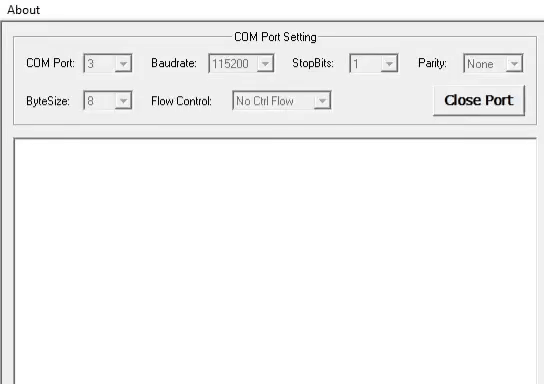 About
COM Port Setting
COM Port: 3 Baudrate: 115200 StopBits: 1 Parity: None
ByteSize: 8 Flow Control: No Ctrl Flow Close Port